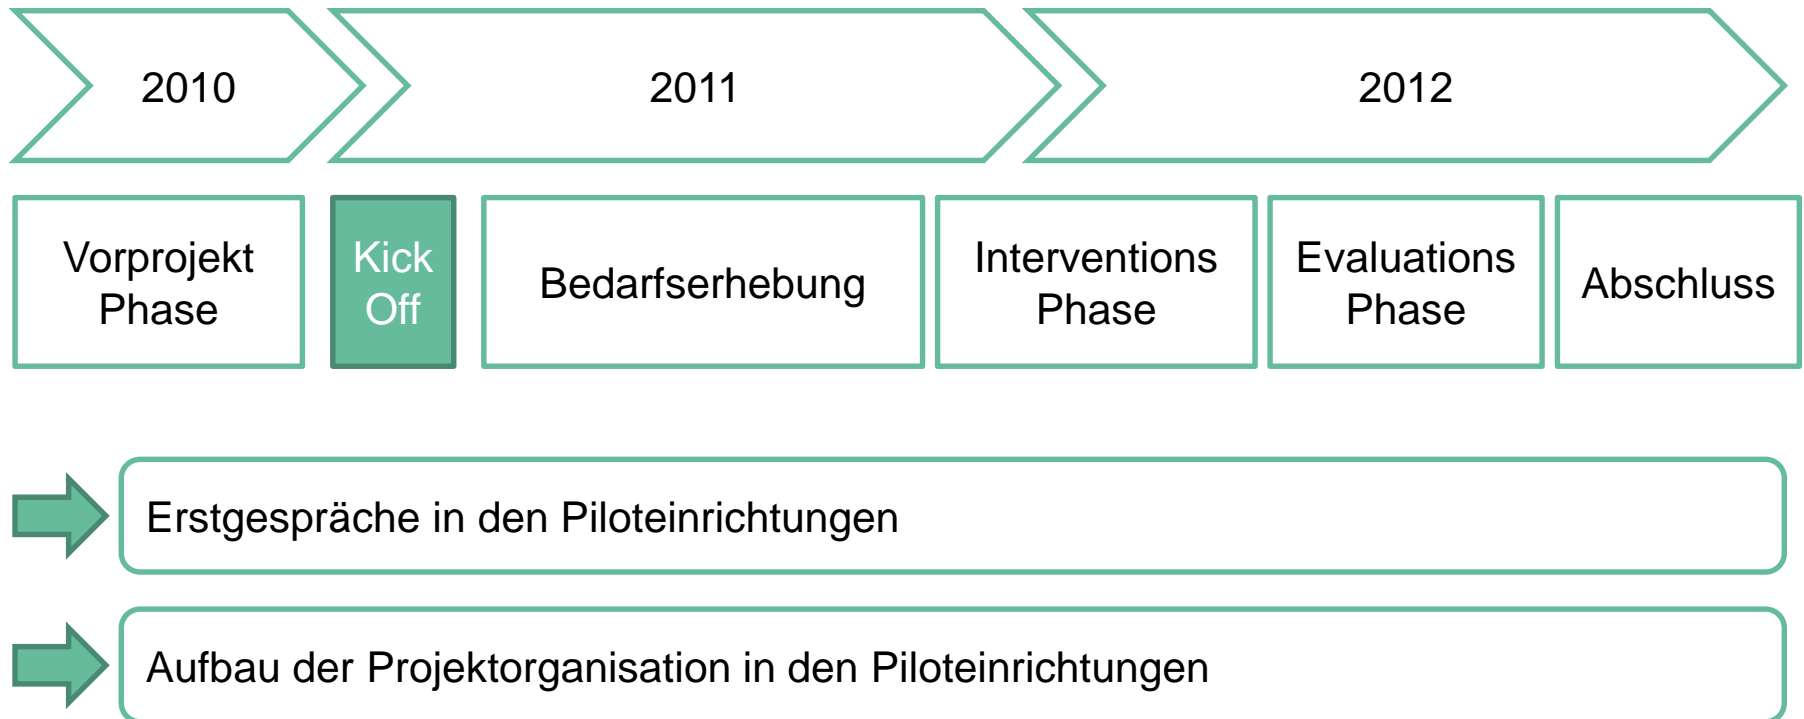 2010
2011
2012
Vorprojekt
Phase
Kick
Off
Bedarfserhebung
Interventions
Phase
Evaluations
Phase
Abschluss
Erstgespräche in den Piloteinrichtungen
Aufbau der Projektorganisation in den Piloteinrichtungen